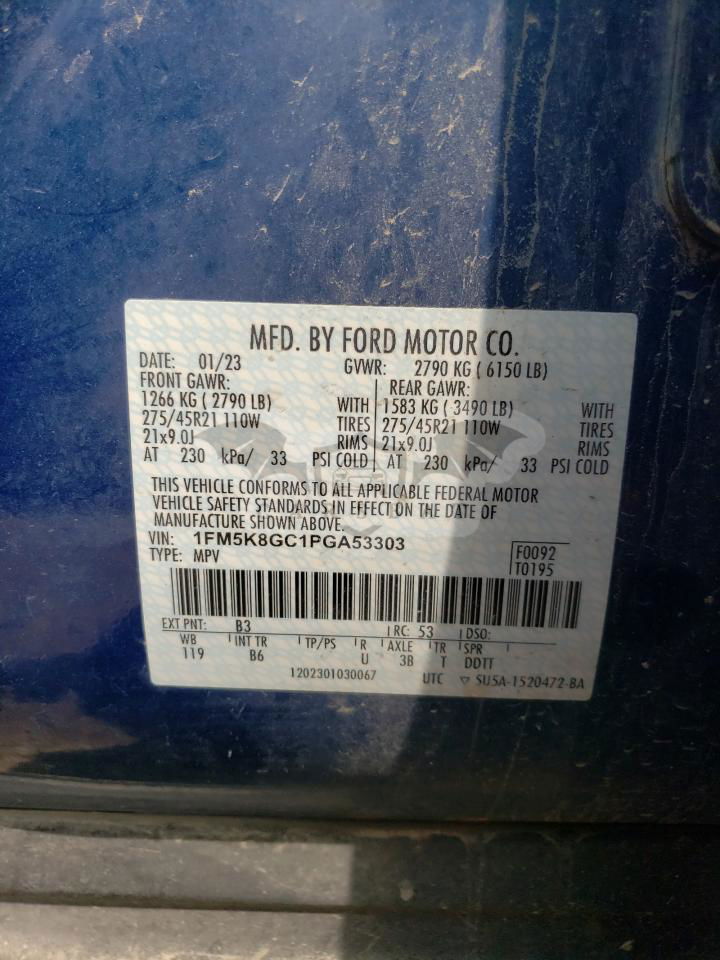 MFD. BY FORD MOTOR CO.
DATE: 01/23 GVWR: 2790 KG ( 6150 LB)
FRONT GAWR: REAR GAWR:
1266 KG ( 2790 LB) WITH 1583 KG ( 3490 LB) WITH
275/45R21 110W TIRES 275/45R21 110W TIRES
21x9.0J RIMS 21x9.0J RIMS
AT 230 kPa/ 33 PSI COLD AT 230 kPa/ 33 PSI COLD
THIS VEHICLE CONFORMS TO ALL APPLICABLE FEDERAL MOTOR
VEHICLE SAFETY STANDARDS IN EFFECT ON THE DATE OF
MANUFACTURE SHOWN ABOVE.
VIN: 1FM5K8GC1PGA53303 F0092
TYPE: MPV T0195
EXT PNT: B3 RC: 53 DSO:
WB INT TR TP/PS R AXLE TR SPR
119 B6 U 3B T DDTT
1202301030067 UTC ▽ SU5A-1520472-BA